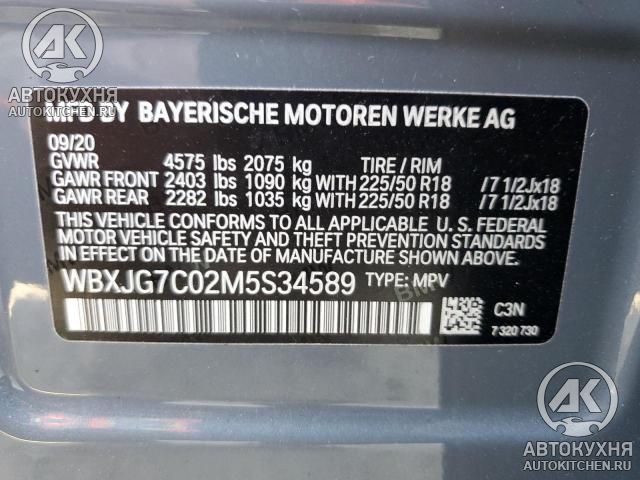 АК
АВТОКУХНЯ
AUTOKITCHEN.RU
MFD BY BAYERISCHE MOTOREN WERKE AG
09/20
GVWR 4575 lbs 2075 kg TIRE / RIM
GAWR FRONT 2403 lbs 1090 kg WITH 225/50 R18 /7 1/2Jx18
GAWR REAR 2282 lbs 1035 kg WITH 225/50 R18 /7 1/2Jx18
THIS VEHICLE CONFORMS TO ALL APPLICABLE U. S. FEDERAL
MOTOR VEHICLE SAFETY AND THEFT PREVENTION STANDARDS
IN EFFECT ON THE DATE OF MANUFACTURE SHOWN ABOVE.
WBXJG7C02M5S34589 TYPE: MPV
C3N
7 320 730
АК
АВТОКУХНЯ
AUTOKITCHEN.RU